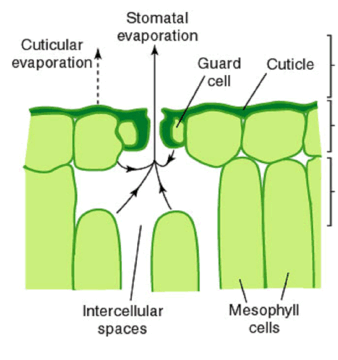 Stomatal
evaporation
Cuticular
evaporation
Guard
cell
Cuticle
Intercellular
spaces
Mesophyll
cells